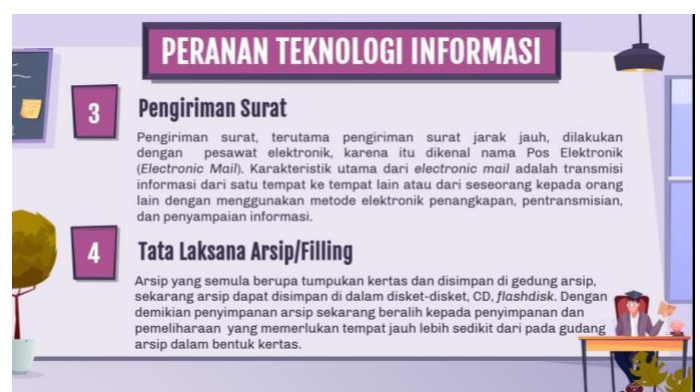 PERANAN TEKNOLOGI INFORMASI
3
Pengiriman Surat
Pengiriman surat, terutama pengiriman surat jarak jauh, dilakukan
dengan pesawat elektronik, karena itu dikenal nama Pos Elektronik
(Electronic Mail). Karakteristik utama dari electronic mail adalah transmisi
informasi dari satu tempat ke tempat lain atau dari seseorang kepada orang
lain dengan menggunakan metode elektronik penangkapan, pentransmisian,
dan penyampaian informasi.
4
Tata Laksana Arsip/Filling
Arsip yang semula berupa tumpukan kertas dan disimpan di gedung arsip,
sekarang arsip dapat disimpan di dalam disket-disket, CD, flashdisk. Dengan
demikian penyimpanan arsip sekarang beralih kepada penyimpanan dan
pemeliharaan yang memerlukan tempat jauh lebih sedikit dari pada gudang
arsip dalam bentuk kertas.